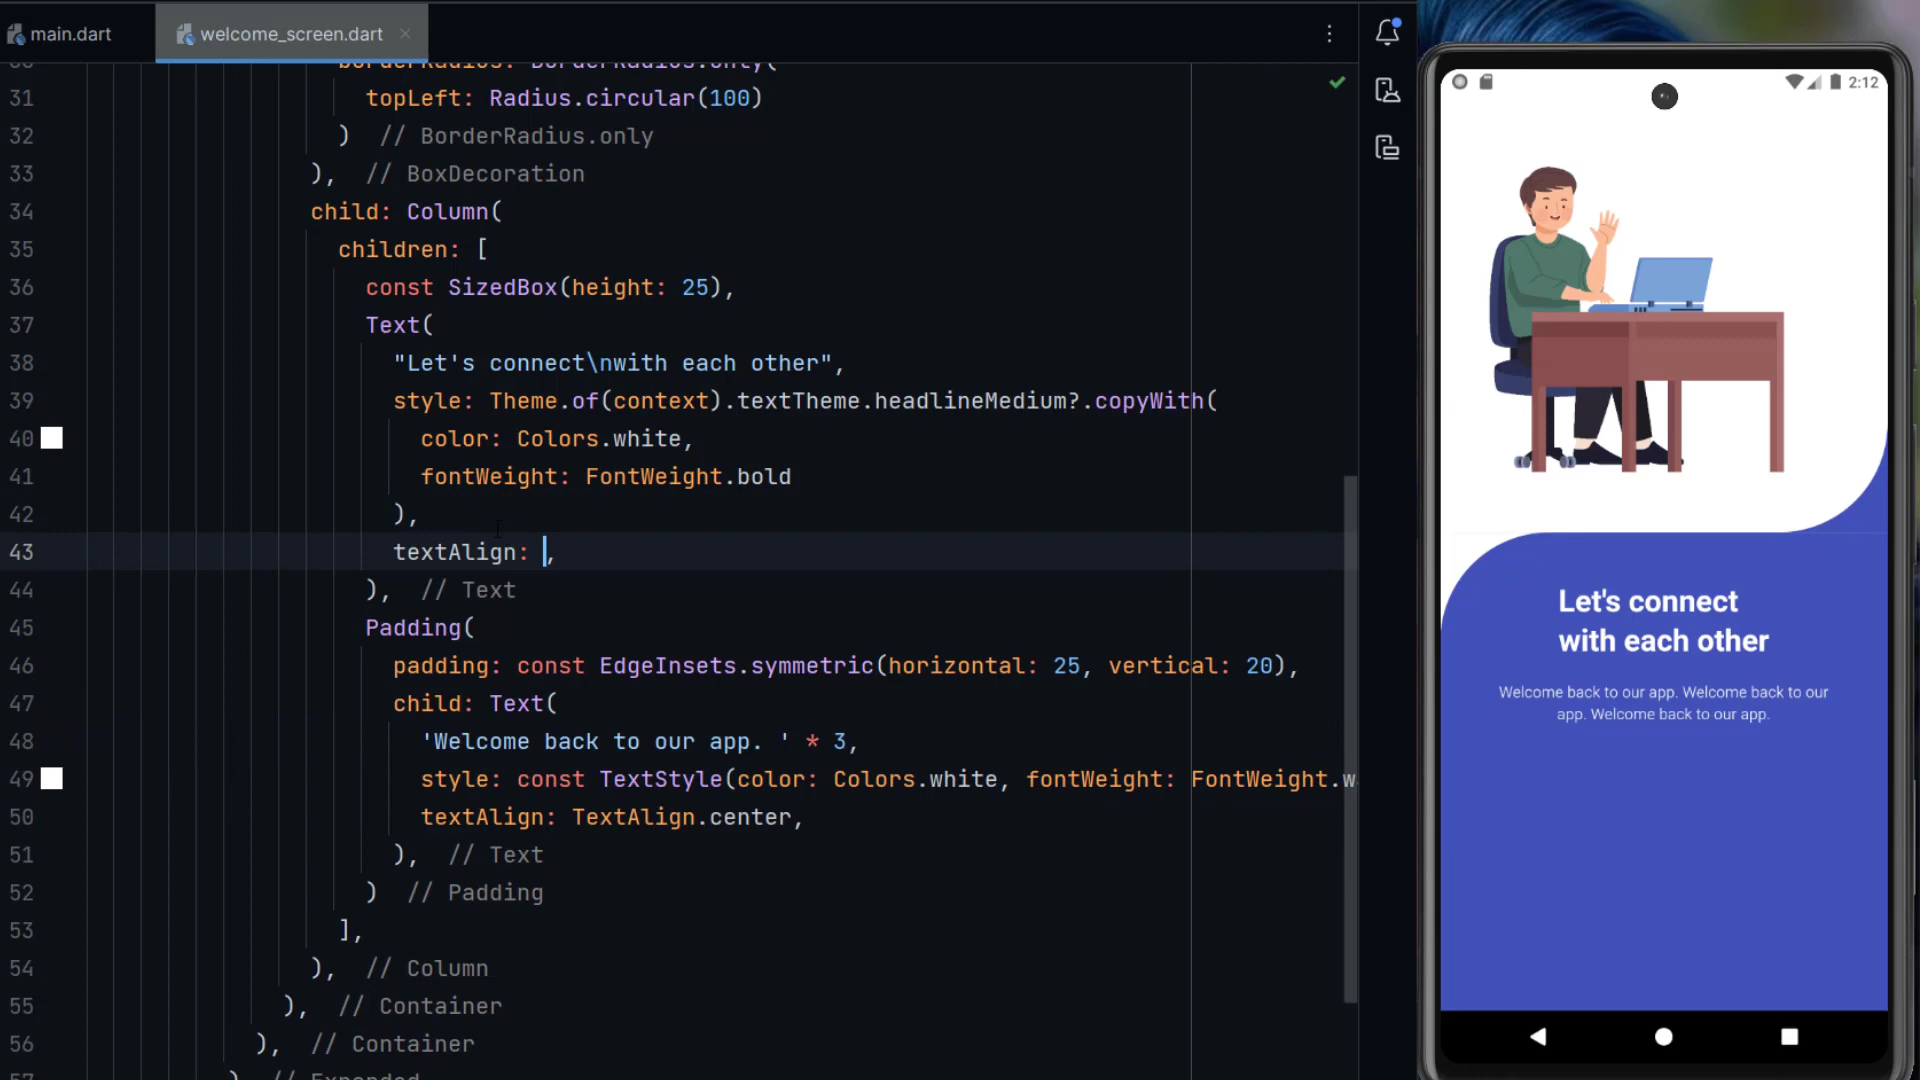 main.dart
welcome_screen.dart
31 topLeft: Radius.circular(100)
32 ) // BorderRadius.only
33 ), // BoxDecoration
34 child: Column(
35 children: [
36 const SizedBox(height: 25),
37 Text(
38 "Let's connect\nwith each other",
39 style: Theme.of(context).textTheme.headlineMedium?.copyWith(
40 color: Colors.white,
41 fontWeight: FontWeight.bold
42 ),
43 textAlign: ,
44 ), // Text
45 Padding(
46 padding: const EdgeInsets.symmetric(horizontal: 25, vertical: 20),
47 child: Text(
48 'Welcome back to our app. ' * 3,
49 style: const TextStyle(color: Colors.white, fontWeight: FontWeight.w
50 textAlign: TextAlign.center,
51 ), // Text
52 ) // Padding
53 ],
54 ), // Column
55 ), // Container
56 ), // Container
2:12
Let's connect
with each other
Welcome back to our app. Welcome back to our
app. Welcome back to our app.